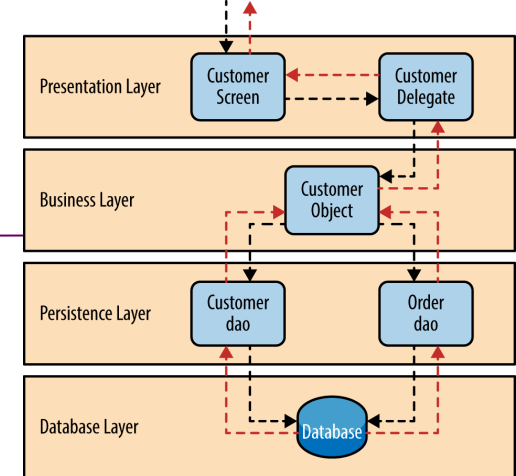 Presentation Layer
Customer
Screen
Customer
Delegate
Business Layer
Customer
Object
Persistence Layer
Customer
dao
Order
dao
Database Layer
Database